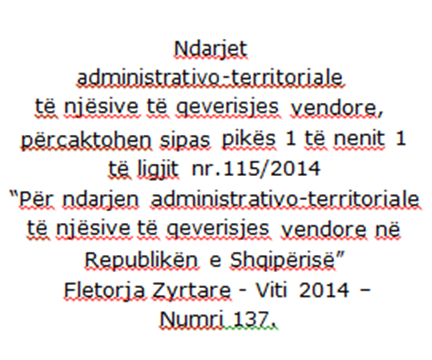 Ndarjet
administrativo-territoriale
të njësive të qeverisjes vendore,
përcaktohen sipas pikës 1 të nenit 1
të ligjit nr.115/2014
“Për ndarjen administrativo-territoriale
të njësive të qeverisjes vendore në
Republikën e Shqipërisë”
Fletorja Zyrtare - Viti 2014 –
Numri 137.